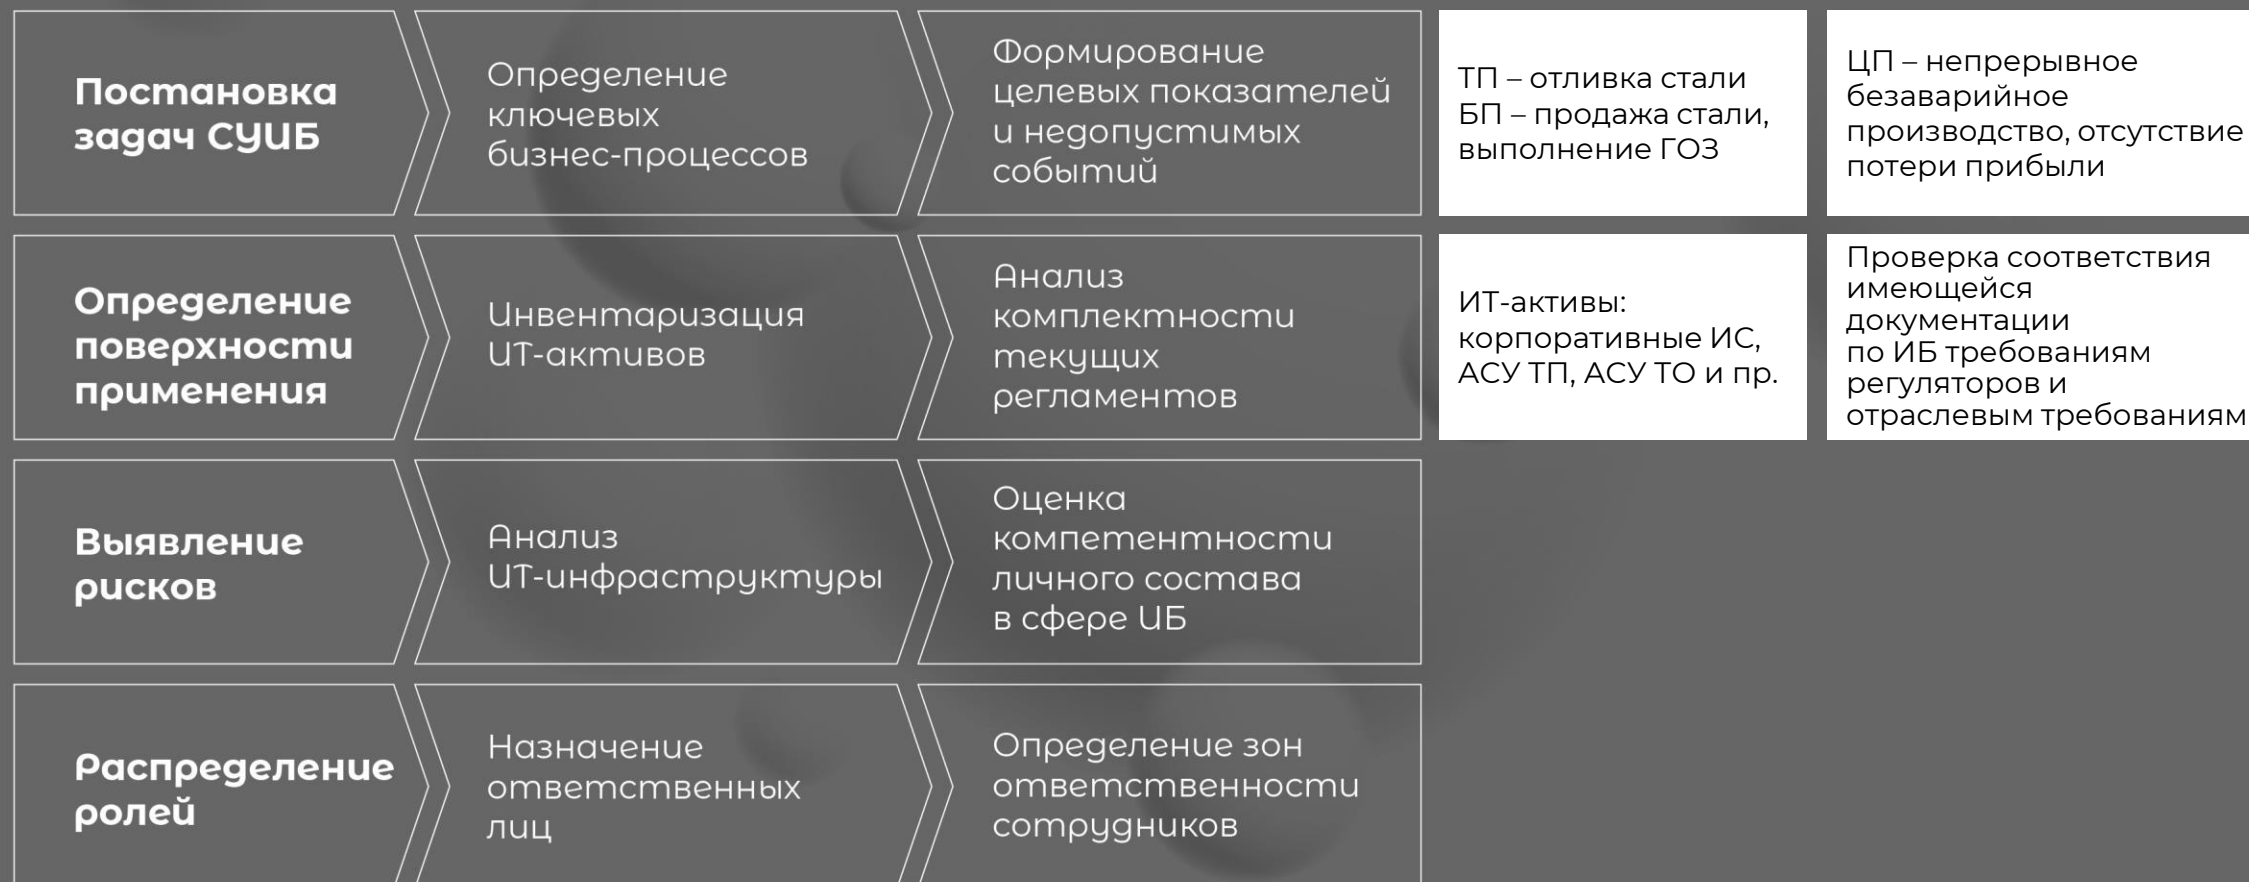 Постановка
задач СУИБ
Определение
ключевых
бизнес-процессов
Формирование
целевых показателей
и недопустимых
событий
ТП – отливка стали
БП – продажа стали,
выполнение ГОЗ
ЦП – непрерывное
безаварийное
производство, отсутствие
потери прибыли
Определение
поверхности
применения
Инвентаризация
ИТ-активов
Анализ
комплектности
текущих
регламентов
ИТ-активы:
корпоративные ИС,
АСУ ТП, АСУ ТО и пр.
Проверка соответствия
имеющейся
документации
по ИБ требованиям
регуляторов и
отраслевым требованиям
Выявление
рисков
Анализ
ИТ-инфраструктуры
Оценка
компетентности
личного состава
в сфере ИБ
Распределение
ролей
Назначение
ответственных
лиц
Определение зон
ответственности
сотрудников